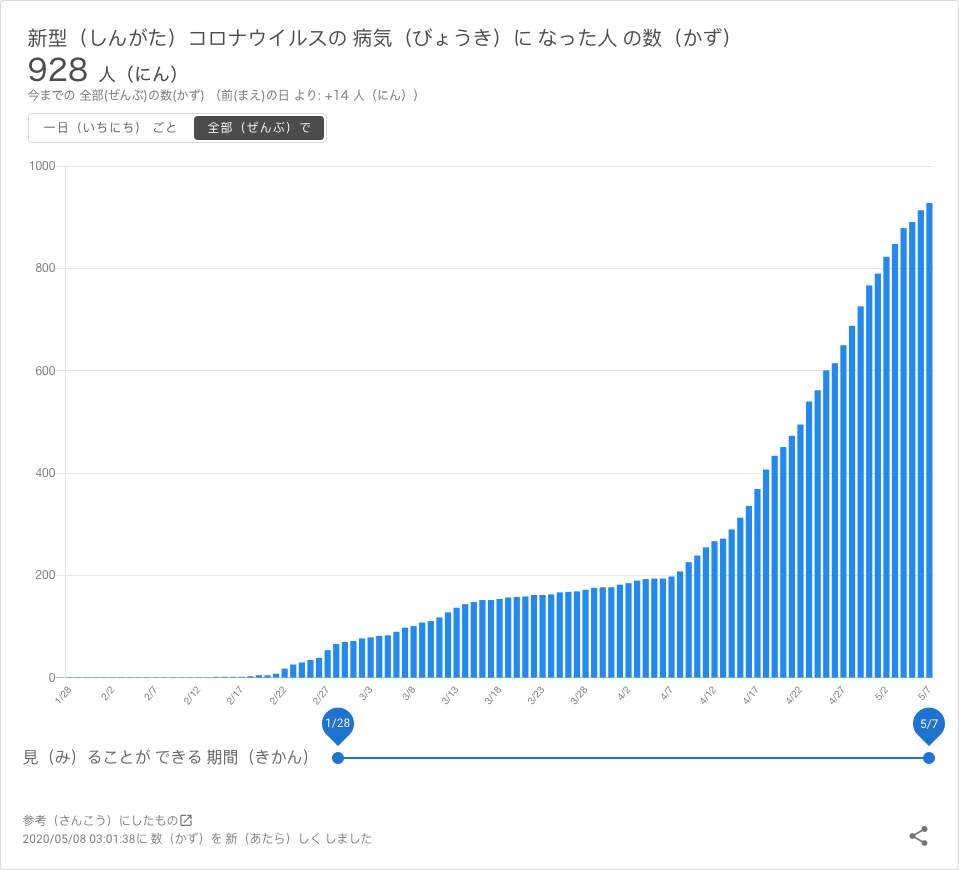 新型（しんがた）コロナウイルスの 病気（びょうき）に なった人 の数（かず）
928 人（にん）
今までの 全部(ぜんぶ)の数(かず) （前(まえ)の日 より: +14 人（にん））
一日（いちにち） ごと
全部（ぜんぶ）で
1000
800
600
400
200
0
1/28 2/2 2/7 2/12 2/17 2/22 2/27 3/3 3/8 3/13 3/18 3/23 3/28 4/2 4/7 4/12 4/17 4/22 4/27 5/2 5/7
1/28 5/7
見（み）ることが できる 期間（きかん）
参考（さんこう）にしたもの
2020/05/08 03:01:38に 数（かず）を 新（あたら）しく しました